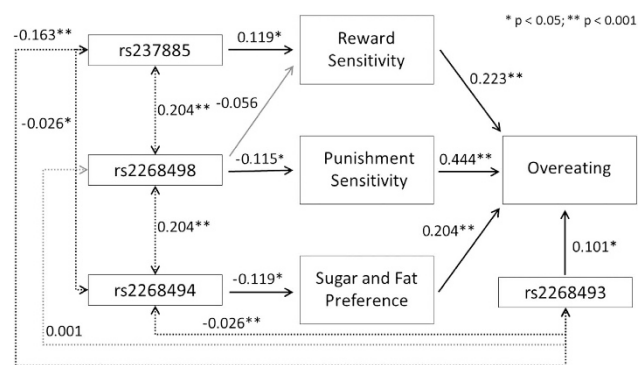 -0.163**
rs237885
0.119*
Reward
Sensitivity
* p < 0.05; ** p < 0.001
0.204**
-0.056
0.223**
-0.026*
rs2268498
-0.115*
Punishment
Sensitivity
0.444**
Overeating
0.204**
0.204**
0.101*
rs2268494
-0.119*
Sugar and Fat
Preference
rs2268493
0.001
-0.026**